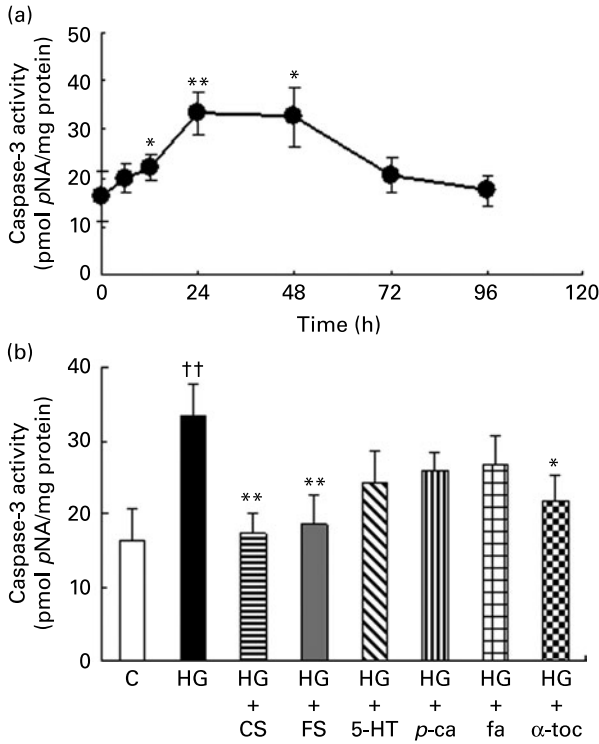 (a)
Caspase-3 activity
(pmol pNA/mg protein)
50
40
30
20
10
0
*
**
*
0 24 48 72 96 120
Time (h)
(b)
Caspase-3 activity
(pmol pNA/mg protein)
40
30
20
10
0
††
**
**
*
C HG HG HG HG HG HG HG
+ + + + + +
CS FS 5-HT p-ca fa α-toc